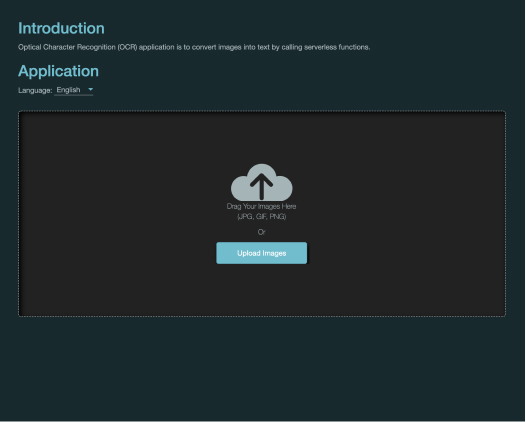 Introduction
Optical Character Recognition (OCR) application is to convert images into text by calling serverless functions.
Application
Language: English
Drag Your Images Here
(JPG, GIF, PNG)
Or
Upload Images